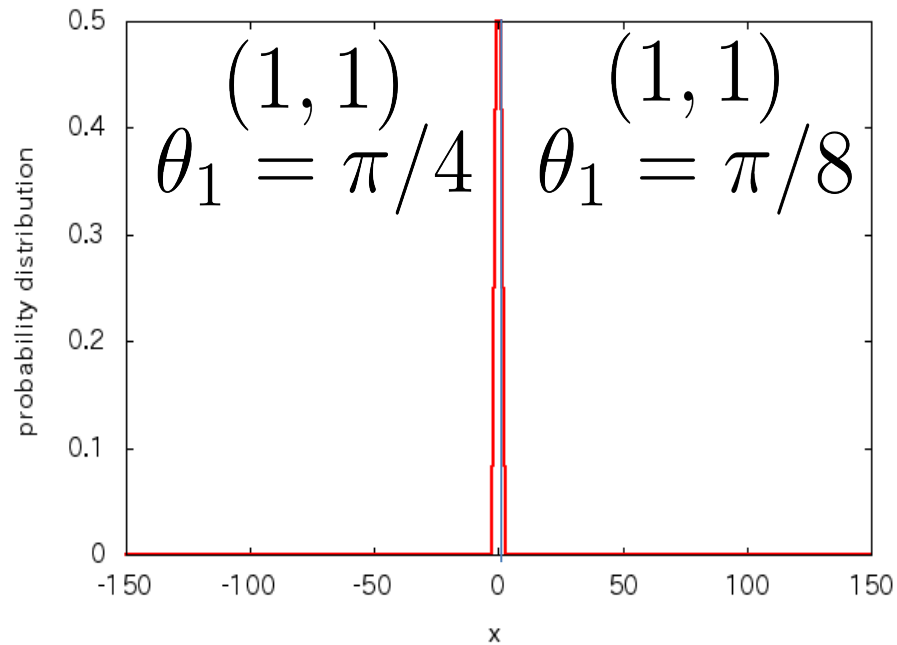 0.5
(1, 1) (1, 1)
0.4
θ₁ = π/4 θ₁ = π/8
0.3
probability distribution
0.2
0.1
0
-150 -100 -50 0 50 100 150
x